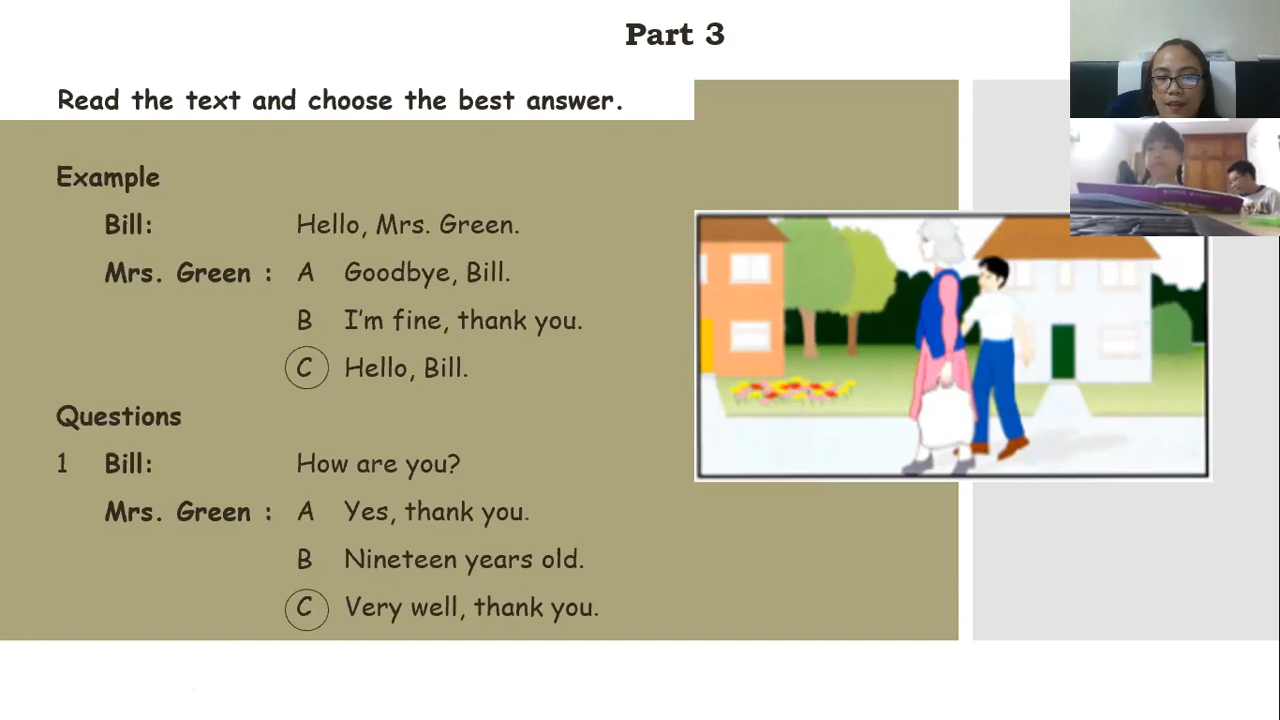 Part 3
Read the text and choose the best answer.
Example
Bill: Hello, Mrs. Green.
Mrs. Green : A Goodbye, Bill.
B I'm fine, thank you.
C Hello, Bill.
Questions
1 Bill: How are you?
Mrs. Green : A Yes, thank you.
B Nineteen years old.
C Very well, thank you.